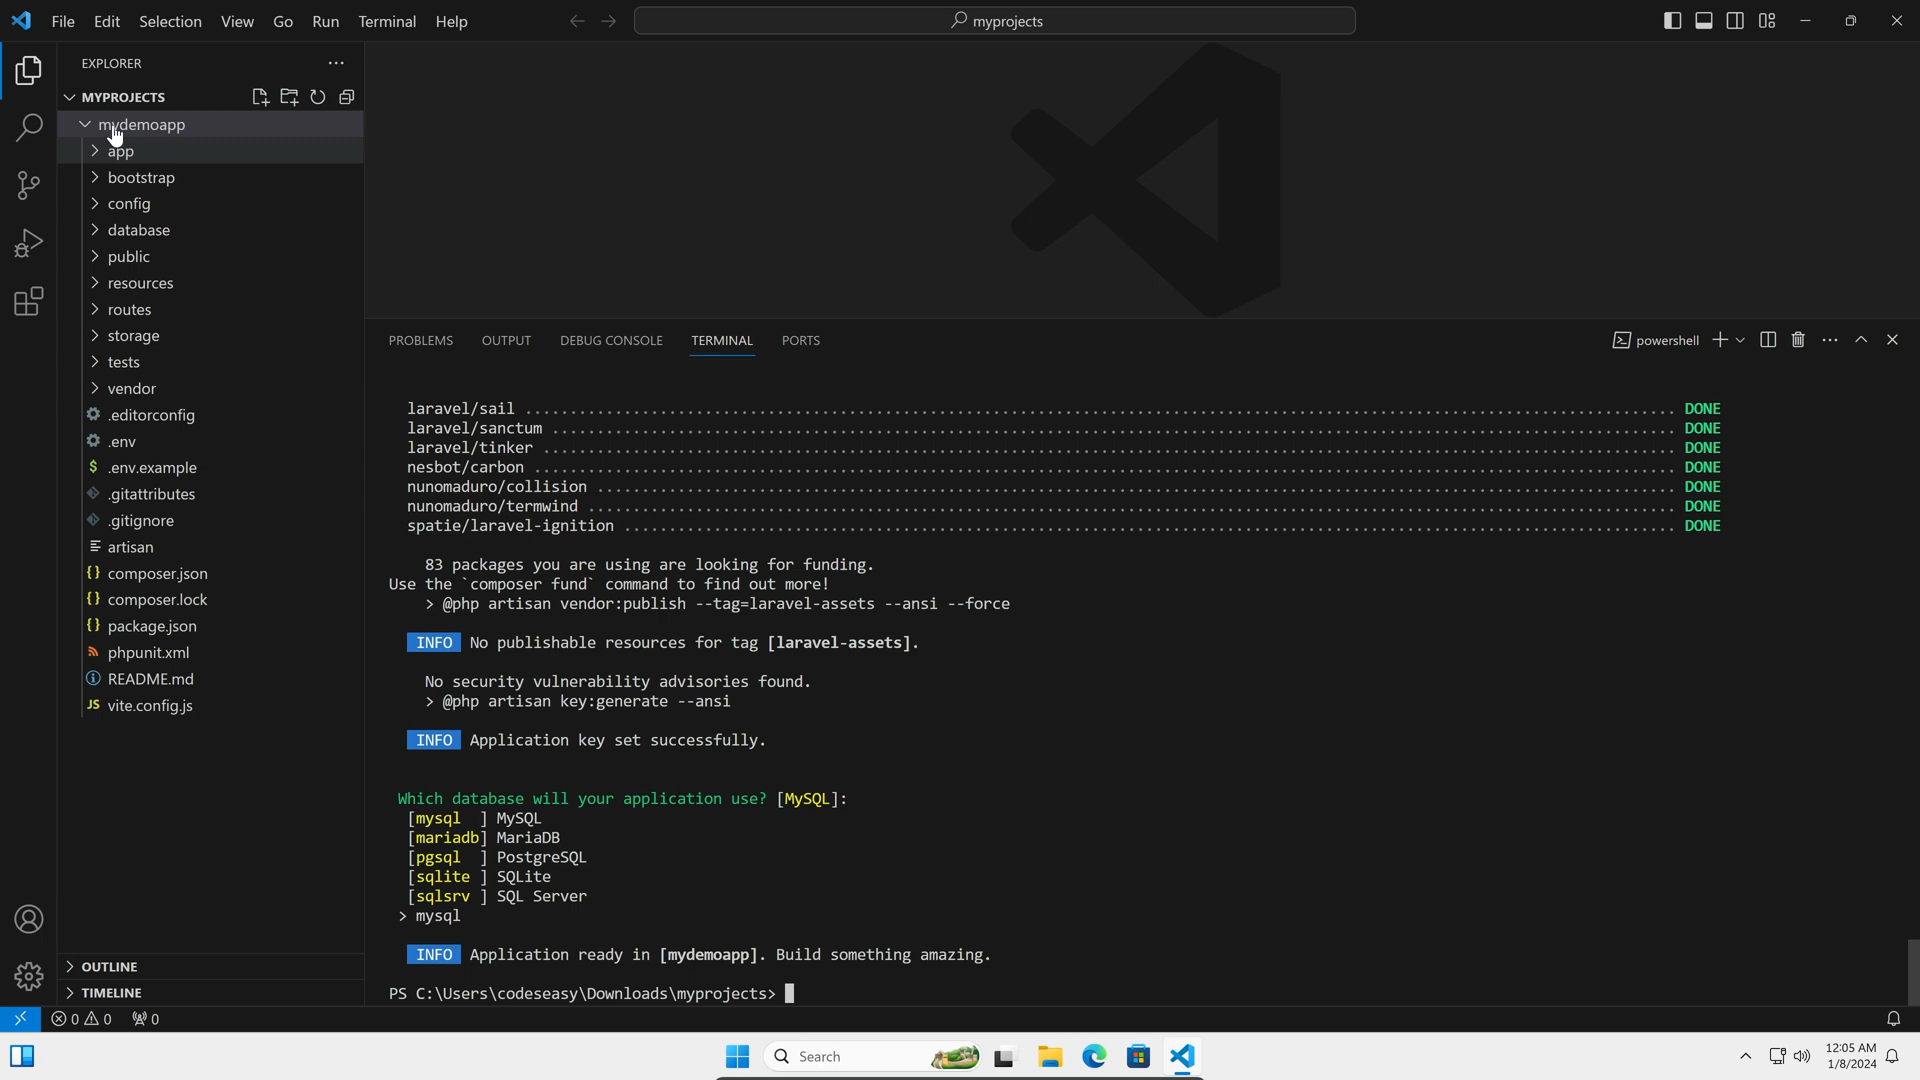 File Edit Selection View Go Run Terminal Help
myprojects
EXPLORER
MYPROJECTS
mydemoapp
app
bootstrap
config
database
public
resources
routes
storage
tests
vendor
.editorconfig
.env
$ .env.example
.gitattributes
.gitignore
artisan
{} composer.json
{} composer.lock
{} package.json
phpunit.xml
README.md
JS vite.config.js
OUTLINE
TIMELINE
PROBLEMS OUTPUT DEBUG CONSOLE TERMINAL PORTS
powershell
laravel/sail ............................................................ DONE
laravel/sanctum ............................................................ DONE
laravel/tinker ............................................................ DONE
nesbot/carbon ............................................................ DONE
nunomaduro/collision ............................................................ DONE
nunomaduro/termwind ............................................................ DONE
spatie/laravel-ignition ............................................................ DONE
83 packages you are using are looking for funding.
Use the `composer fund` command to find out more!
> @php artisan vendor:publish --tag=laravel-assets --ansi --force
INFO No publishable resources for tag [laravel-assets].
No security vulnerability advisories found.
> @php artisan key:generate --ansi
INFO Application key set successfully.
Which database will your application use? [MySQL]:
[mysql  ] MySQL
[mariadb] MariaDB
[pgsql  ] PostgreSQL
[sqlite ] SQLite
[sqlsrv ] SQL Server
> mysql
INFO Application ready in [mydemoapp]. Build something amazing.
PS C:\Users\codeseasy\Downloads\myprojects>
0 0 0
Search
12:05 AM
1/8/2024